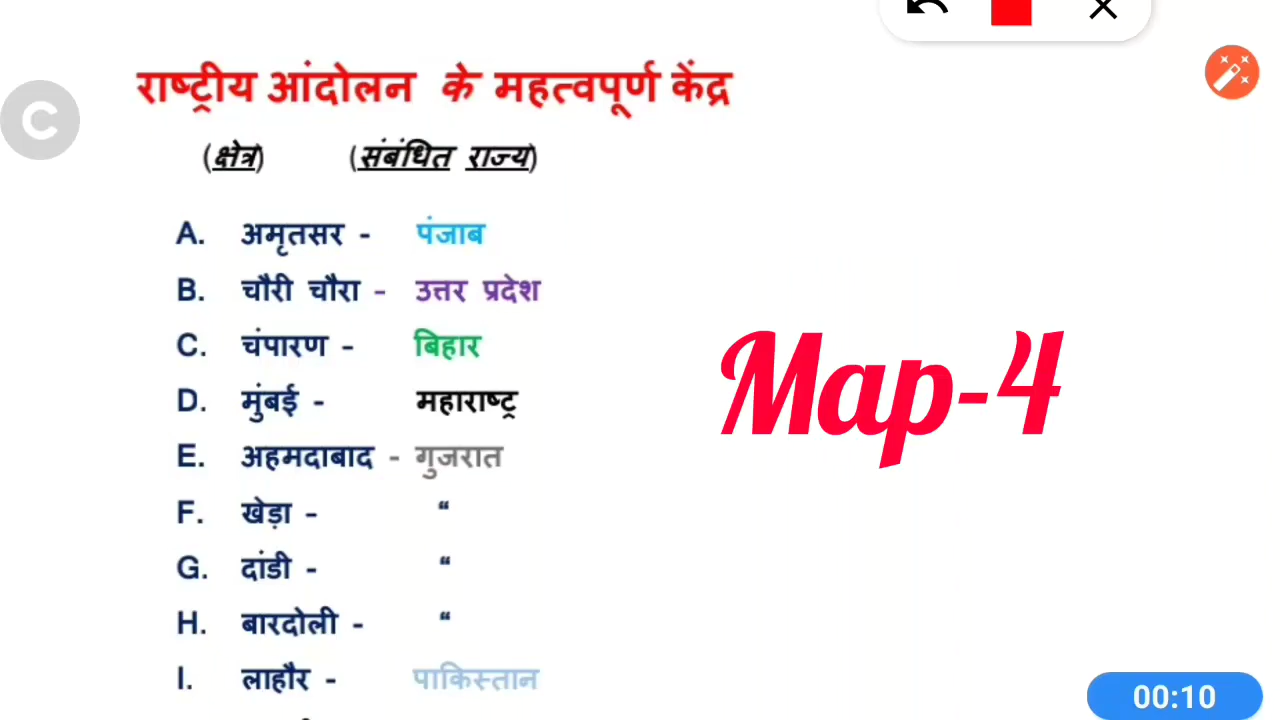 राष्ट्रीय आंदोलन के महत्वपूर्ण केंद्र
(क्षेत्र) (संबंधित राज्य)
A. अमृतसर - पंजाब
B. चौरी चौरा - उत्तर प्रदेश
C. चंपारण - बिहार
D. मुंबई - महाराष्ट्र
E. अहमदाबाद - गुजरात
F. खेड़ा - “
G. दांडी - “
H. बारदोली - “
I. लाहौर - पाकिस्तान
Map-4
C
00:10